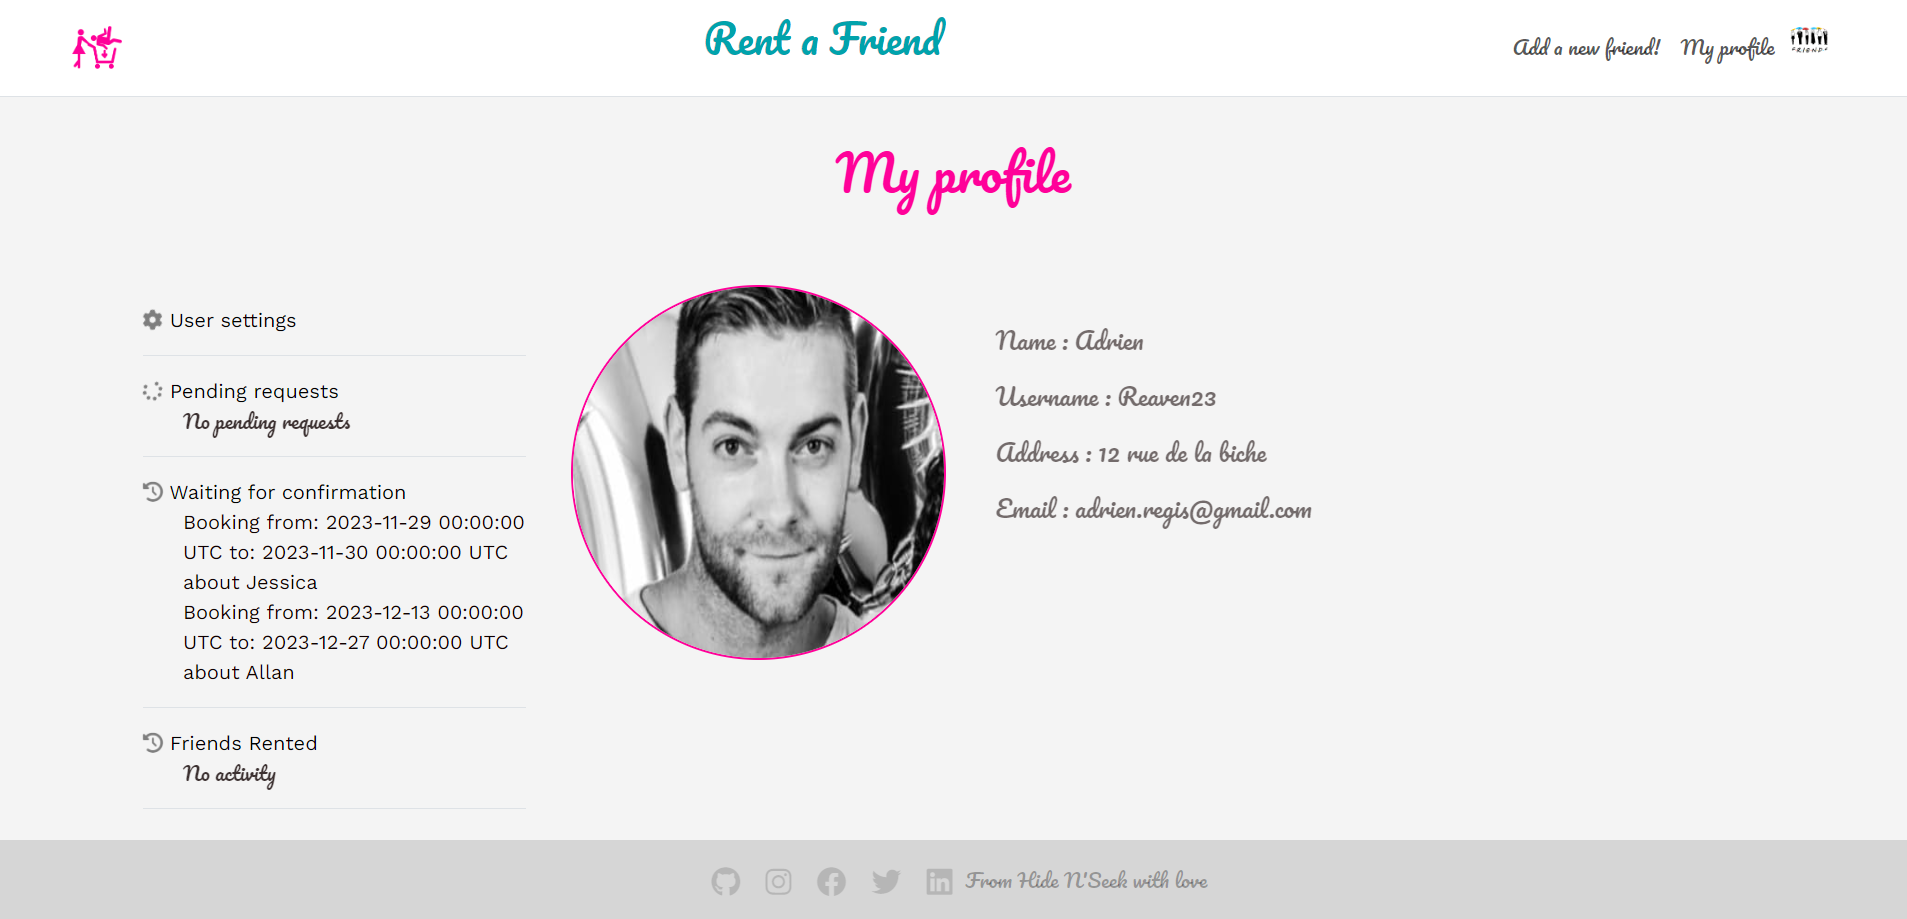 Rent a Friend
Add a new friend! My profile
FRIENDS
My profile
User settings
Pending requests
No pending requests
Waiting for confirmation
Booking from: 2023-11-29 00:00:00
UTC to: 2023-11-30 00:00:00 UTC
about Jessica
Booking from: 2023-12-13 00:00:00
UTC to: 2023-12-27 00:00:00 UTC
about Allan
Friends Rented
No activity
Name : Adrien
Username : Reaven23
Address : 12 rue de la biche
Email : adrien.regis@gmail.com
From Hide N'Seek with love